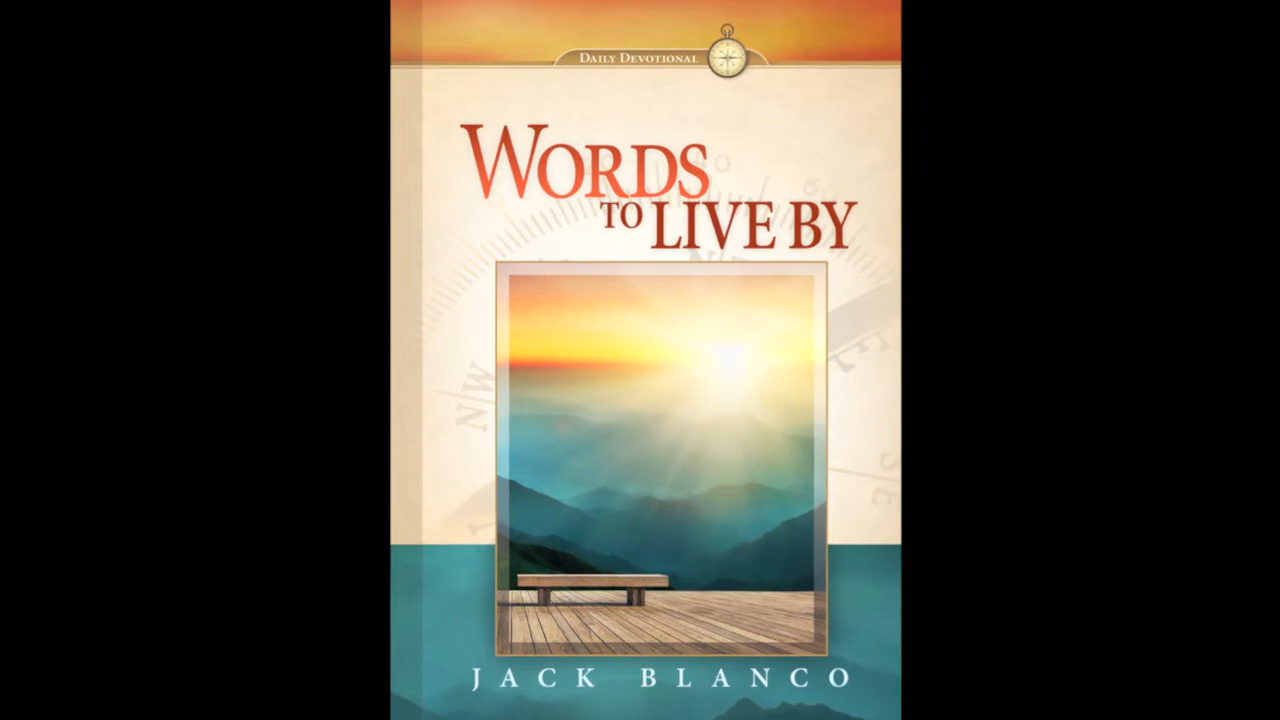 DAILY DEVOTIONAL
WORDS
TO LIVE BY
N|W
S|E
JACK BLANCO